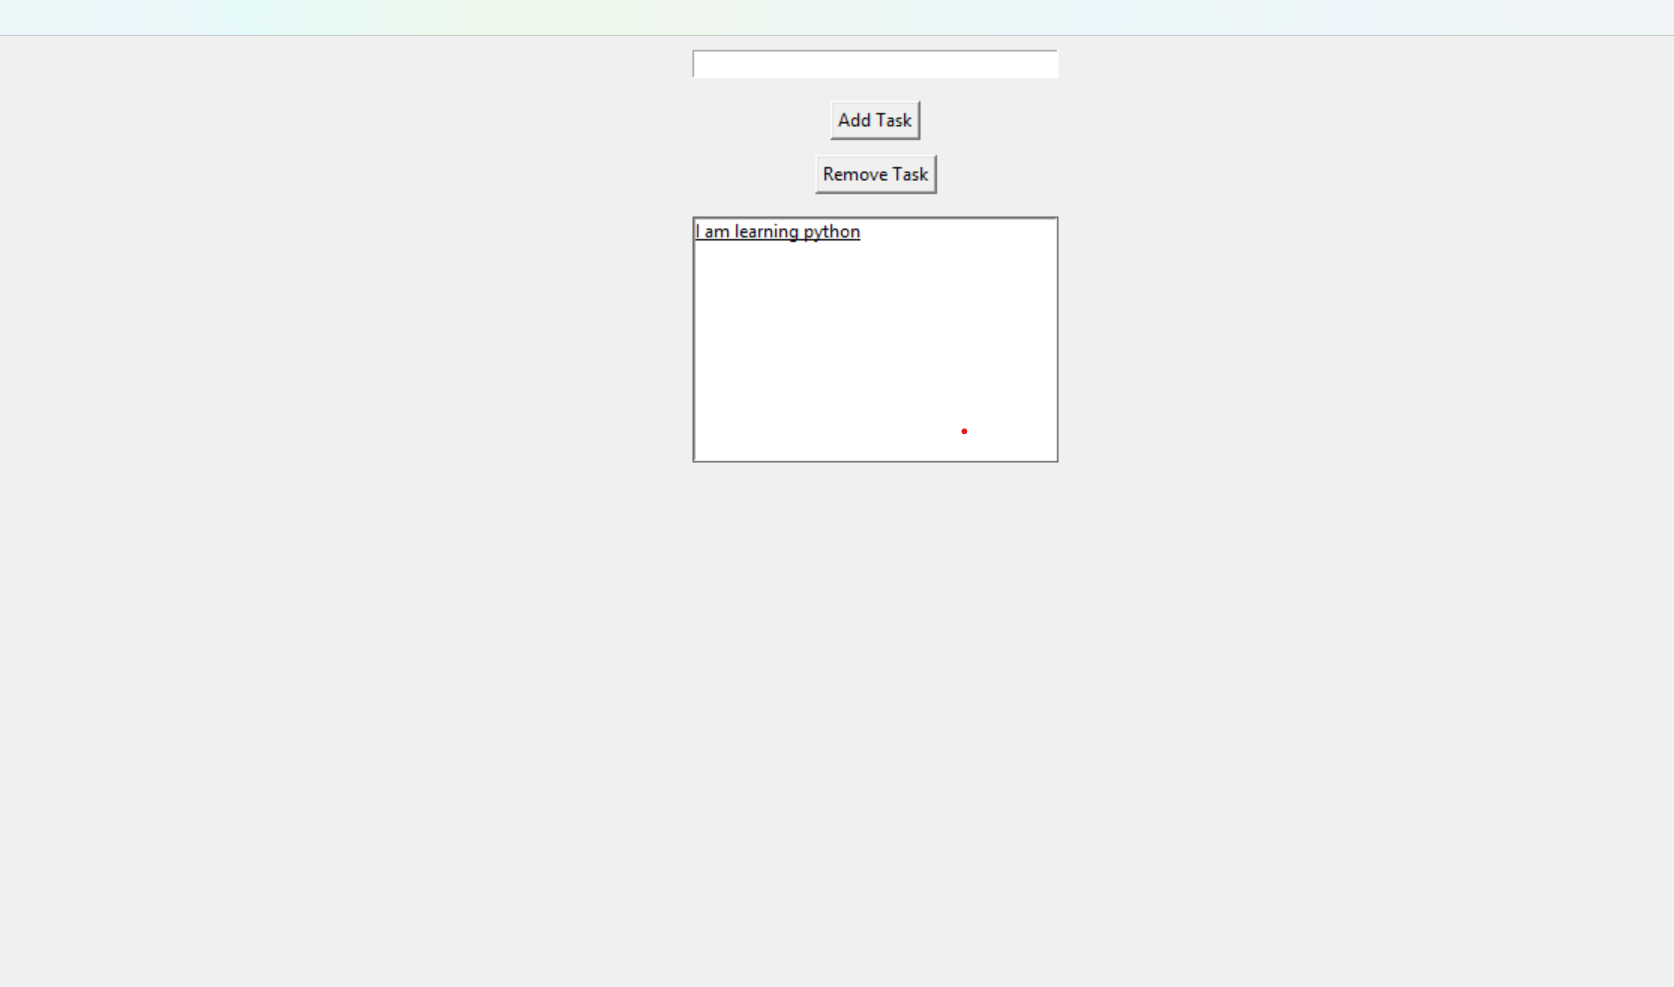 Add Task
Remove Task
I am learning python